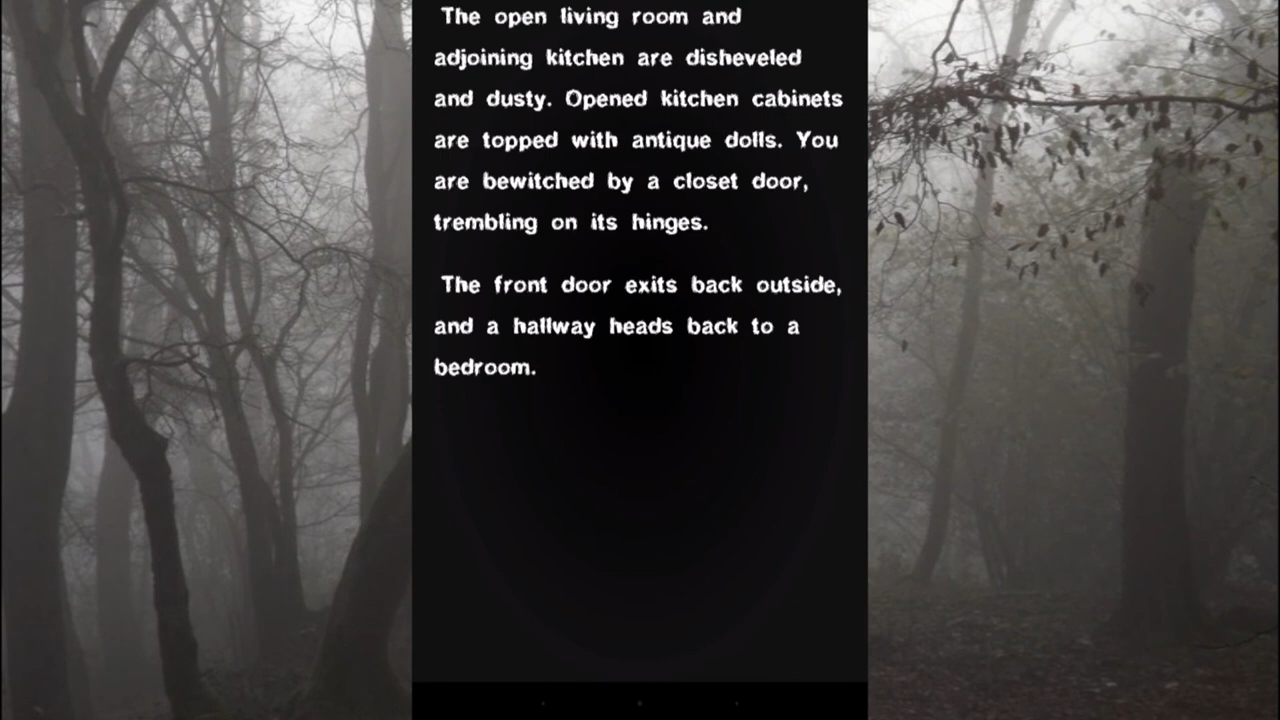 The open living room and
adjoining kitchen are disheveled
and dusty. Opened kitchen cabinets
are topped with antique dolls. You
are bewitched by a closet door,
trembling on its hinges.
The front door exits back outside,
and a hallway heads back to a
bedroom.